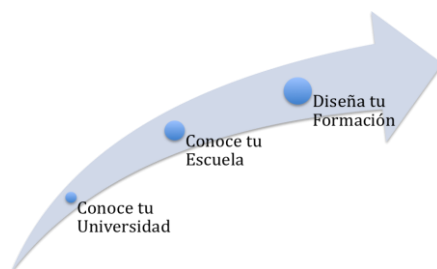 Diseña tu
Formación
Conoce tu
Escuela
Conoce tu
Universidad